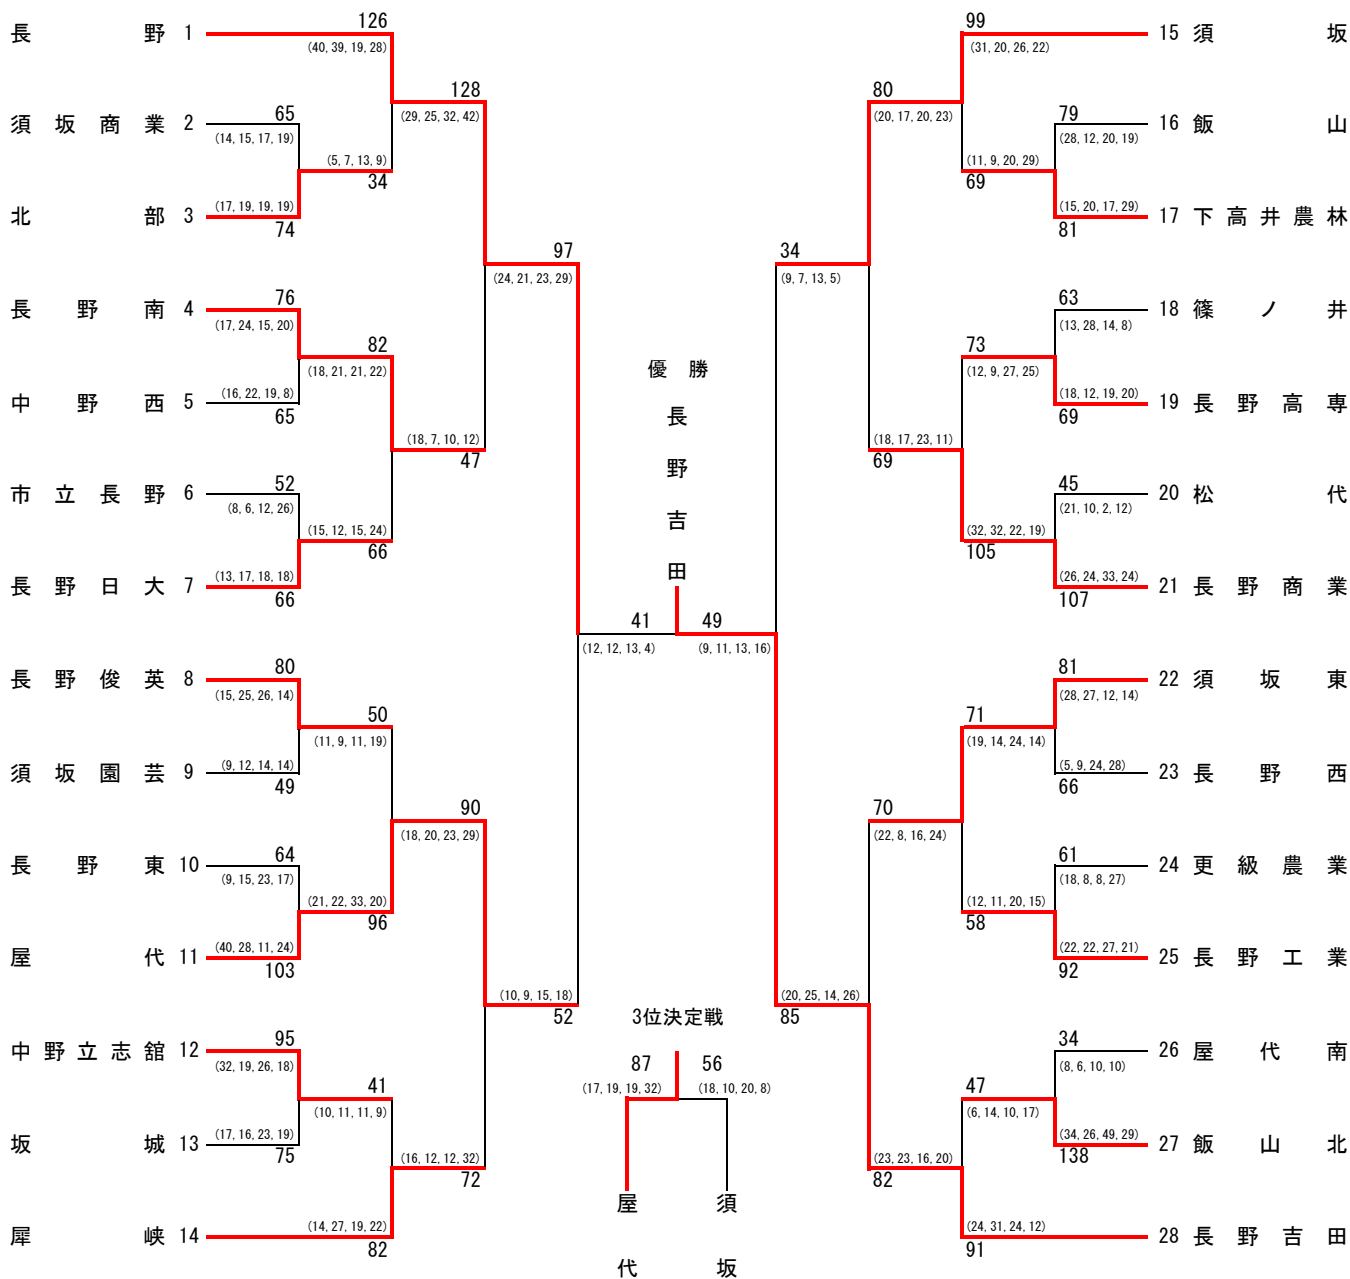 長野 1
126
(40, 39, 19, 28)
128
(29, 25, 32, 42)
須坂商業 2
65
(14, 15, 17, 19)
(5, 7, 13, 9)
34
北部 3
(17, 19, 19, 19)
74
97
(24, 21, 23, 29)
長野南 4
76
(17, 24, 15, 20)
82
(18, 21, 21, 22)
中野西 5
(16, 22, 19, 8)
65
(18, 7, 10, 12)
47
市立長野 6
52
(8, 6, 12, 26)
(15, 12, 15, 24)
66
長野日大 7
(13, 17, 18, 18)
66
長野俊英 8
80
(15, 25, 26, 14)
50
(11, 9, 11, 19)
須坂園芸 9
(9, 12, 14, 14)
49
90
(18, 20, 23, 29)
長野東 10
64
(9, 15, 23, 17)
(21, 22, 33, 20)
96
屋代 11
(40, 28, 11, 24)
103
(10, 9, 15, 18)
52
中野立志館 12
95
(32, 19, 26, 18)
41
(10, 11, 11, 9)
坂城 13
(17, 16, 23, 19)
75
(16, 12, 12, 32)
72
犀峡 14
(14, 27, 19, 22)
82
優勝
長野吉田
41
(12, 12, 13, 4)
49
(9, 11, 13, 16)
3位決定戦
87
(17, 19, 19, 32)
56
(18, 10, 20, 8)
屋代
須坂
99
(31, 20, 26, 22)
15 須坂
80
(20, 17, 20, 23)
79
(28, 12, 20, 19)
16 飯山
(11, 9, 20, 29)
69
(15, 20, 17, 29)
81
17 下高井農林
34
(9, 7, 13, 5)
63
(13, 28, 14, 8)
18 篠ノ井
73
(12, 9, 27, 25)
(18, 12, 19, 20)
69
19 長野高専
(18, 17, 23, 11)
69
45
(21, 10, 2, 12)
20 松代
(32, 32, 22, 19)
105
(26, 24, 33, 24)
107
21 長野商業
81
(28, 27, 12, 14)
22 須坂東
71
(19, 14, 24, 14)
(5, 9, 24, 28)
66
23 長野西
70
(22, 8, 16, 24)
61
(18, 8, 8, 27)
24 更級農業
(12, 11, 20, 15)
58
(22, 22, 27, 21)
92
25 長野工業
(20, 25, 14, 26)
85
34
(8, 6, 10, 10)
26 屋代南
47
(6, 14, 10, 17)
(34, 26, 49, 29)
138
27 飯山北
(23, 23, 16, 20)
82
(24, 31, 24, 12)
91
28 長野吉田